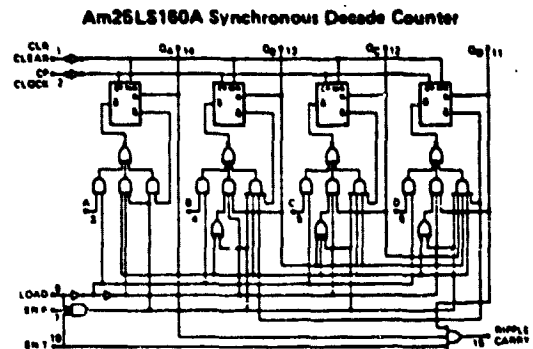 Am25LS160A Synchronous Decade Counter
CLR 1 QA 14 QB 13 QC 12 QD 11
CLEAR
CP
CLOCK 2
A
3
B
4
C
5
D
6
LOAD 9
ENP
7
ENT 10
RIPPLE
CARRY
15